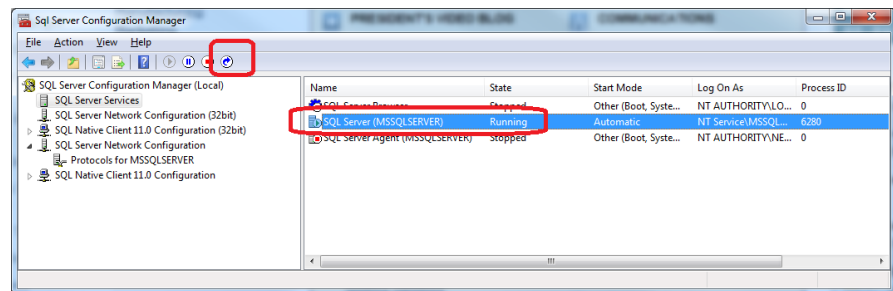 PRESIDENT'S VIDEO BLOG
Sql Server Configuration Manager
File Action View Help
SQL Server Configuration Manager (Local)
SQL Server Services
SQL Server Network Configuration (32bit)
SQL Native Client 11.0 Configuration (32bit)
SQL Server Network Configuration
Protocols for MSSQLSERVER
SQL Native Client 11.0 Configuration
Name State Start Mode Log On As Process ID
SQL Server Browser Stopped Other (Boot, Syste... NT AUTHORITY\LO... 0
SQL Server (MSSQLSERVER) Running Automatic NT Service\MSSQL... 6280
SQL Server Agent (MSSQLSERVER) Stopped Other (Boot, Syste... NT AUTHORITY\NE... 0